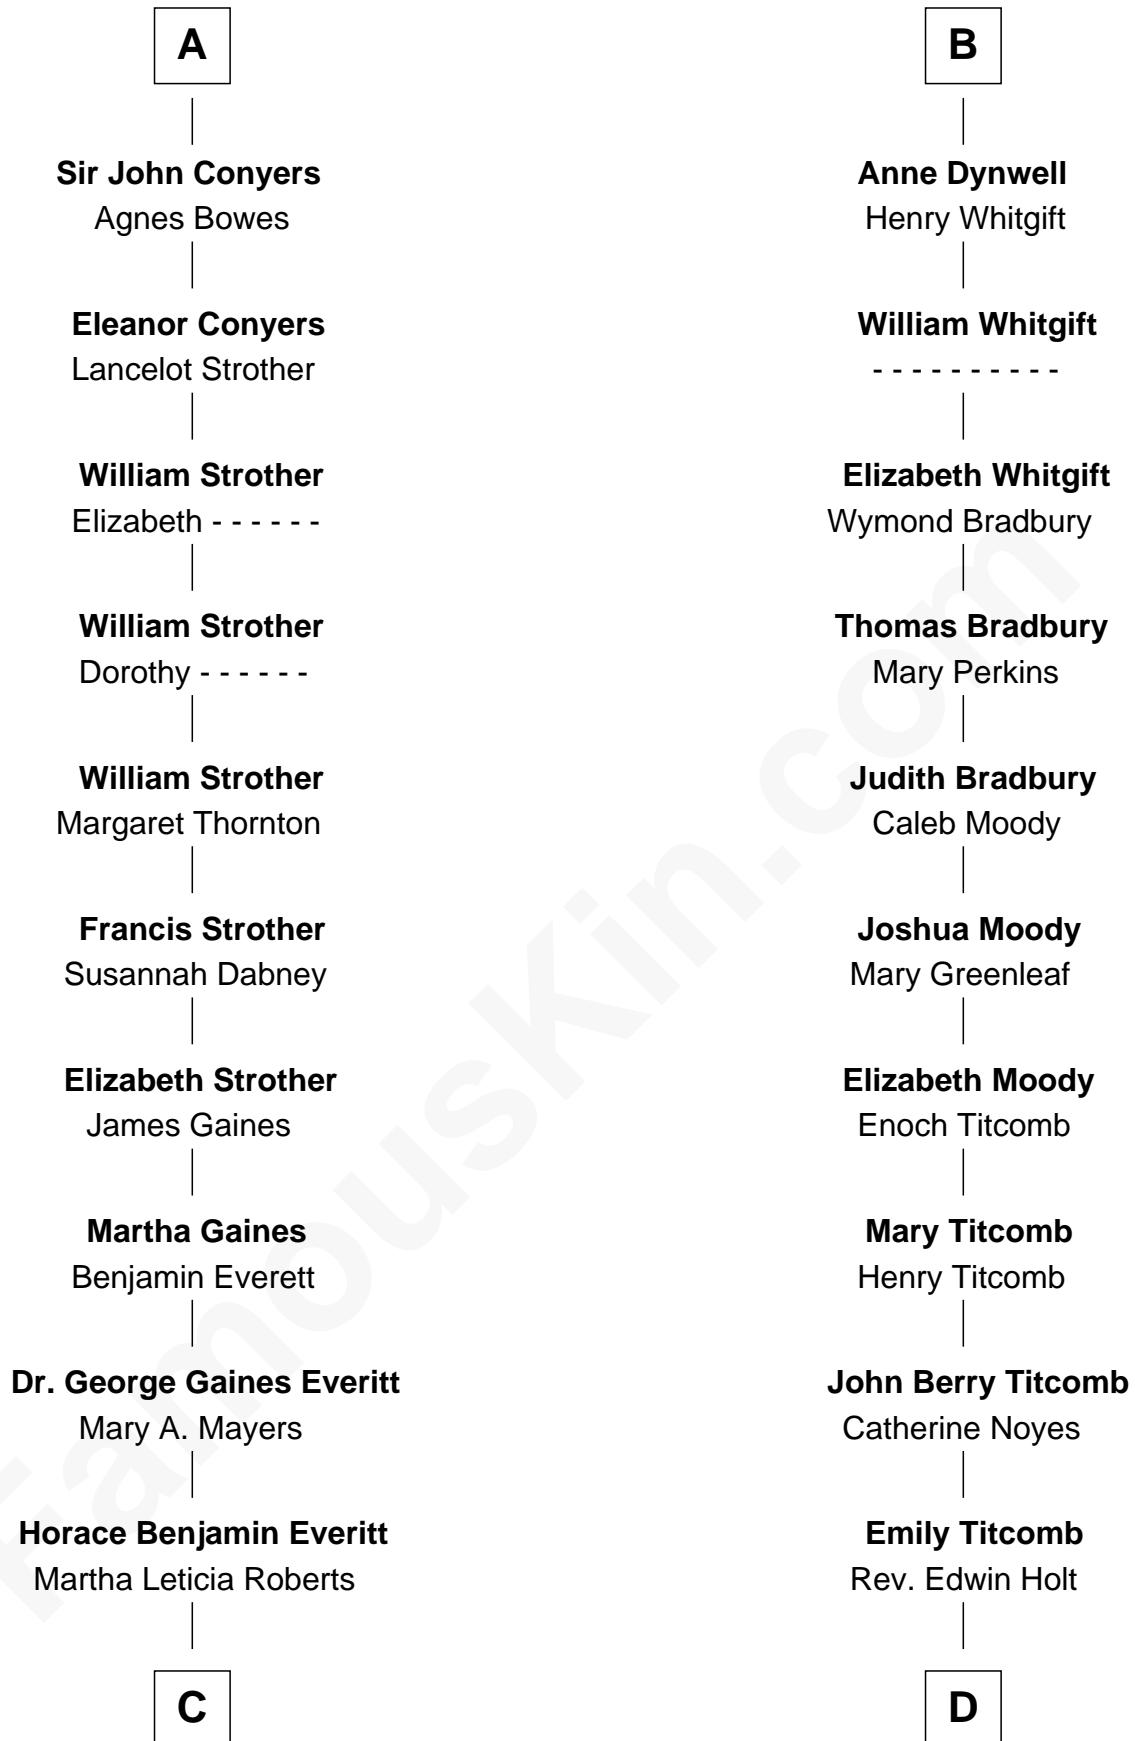 A
Sir John Conyers
Agnes Bowes
Eleanor Conyers
Lancelot Strother
William Strother
Elizabeth - - - - - -
William Strother
Dorothy - - - - - -
William Strother
Margaret Thornton
Francis Strother
Susannah Dabney
Elizabeth Strother
James Gaines
Martha Gaines
Benjamin Everett
Dr. George Gaines Everitt
Mary A. Mayers
Horace Benjamin Everitt
Martha Leticia Roberts
C
B
Anne Dynwell
Henry Whitgift
William Whitgift
- - - - - - - - - -
Elizabeth Whitgift
Wymond Bradbury
Thomas Bradbury
Mary Perkins
Judith Bradbury
Caleb Moody
Joshua Moody
Mary Greenleaf
Elizabeth Moody
Enoch Titcomb
Mary Titcomb
Henry Titcomb
John Berry Titcomb
Catherine Noyes
Emily Titcomb
Rev. Edwin Holt
D
FamousKin.com